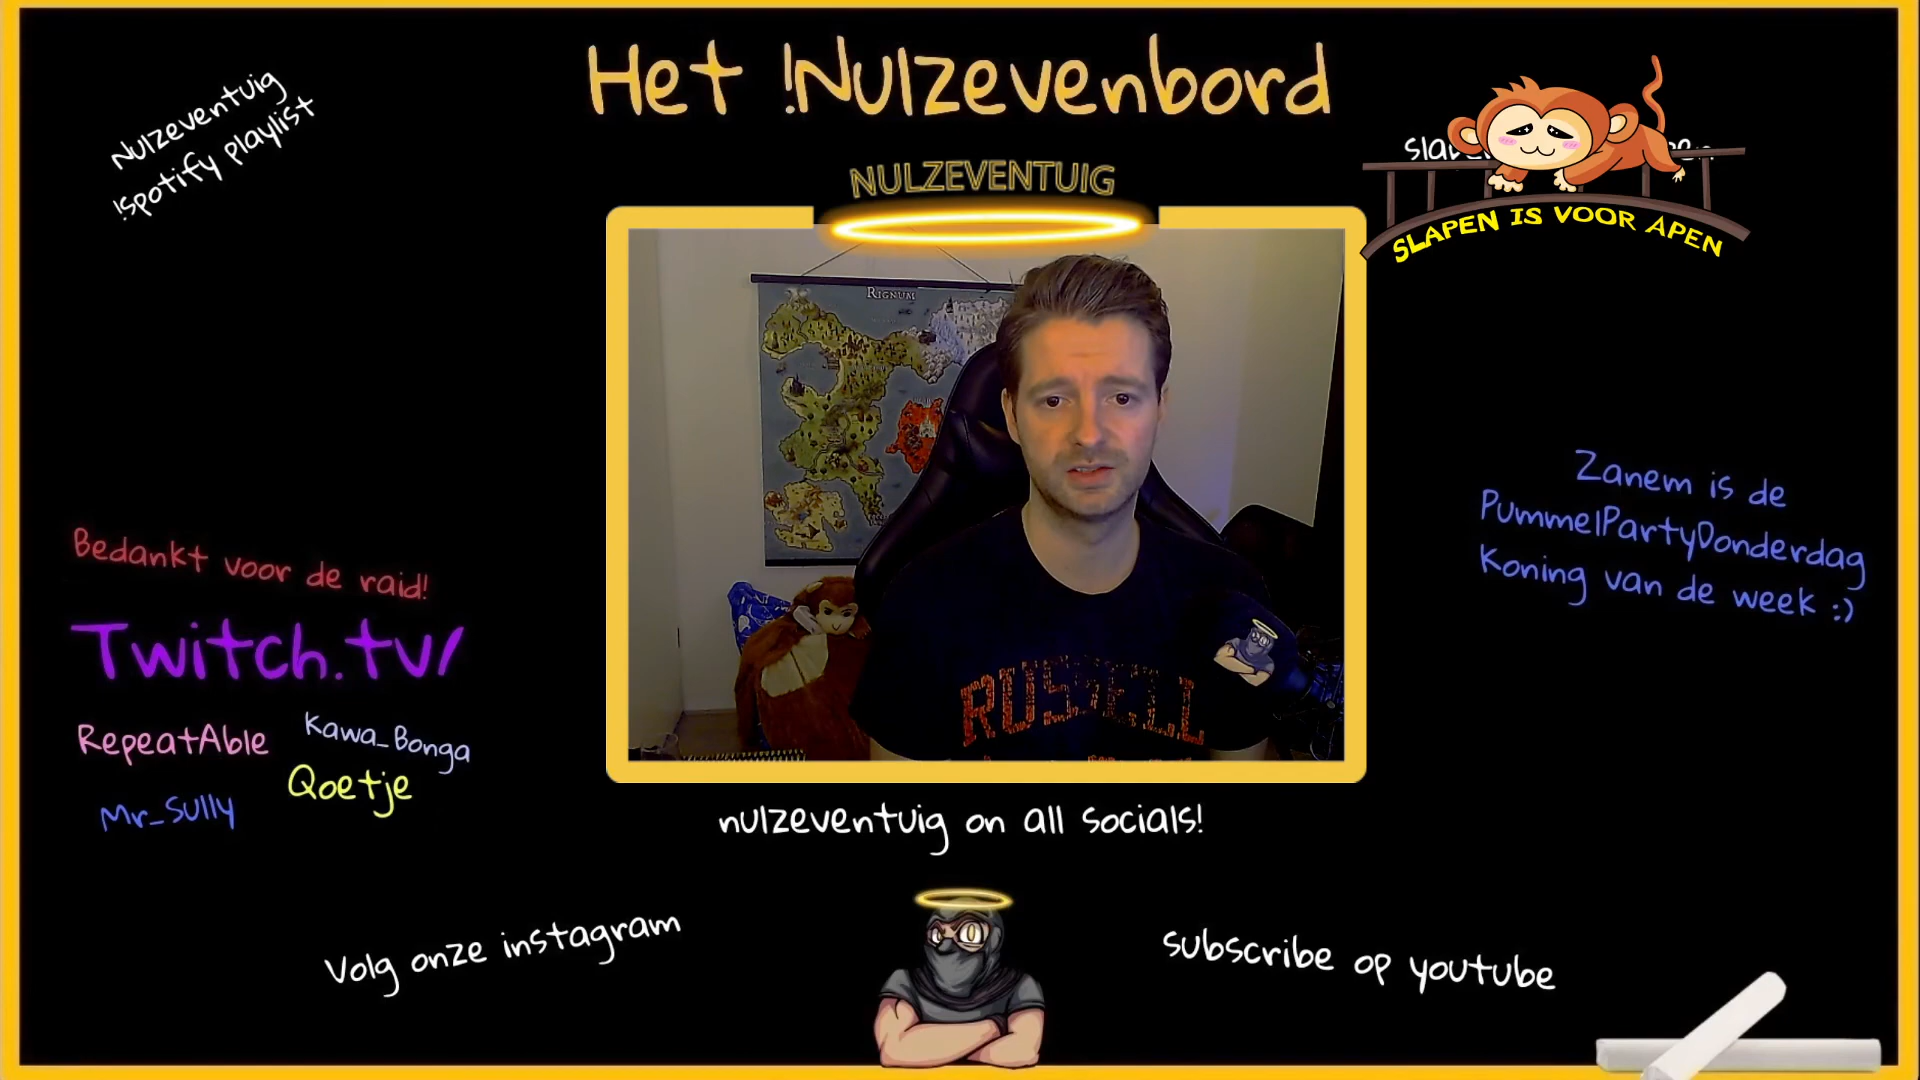 Het !Nulzevenbord
Nulzeventuig
!spotify playlist
NULZEVENTUIG
SLAPEN IS VOOR APEN
RIGNUM
Zanem is de
PummelPartyDonderdag
Koning van de week :)
Bedankt voor de raid!
Twitch.tv/
RepeatAble
Kawa_Bonga
Qoetje
Mr_Sully
RUSSELL
nulzeventuig on all socials!
Volg onze instagram
subscribe op youtube